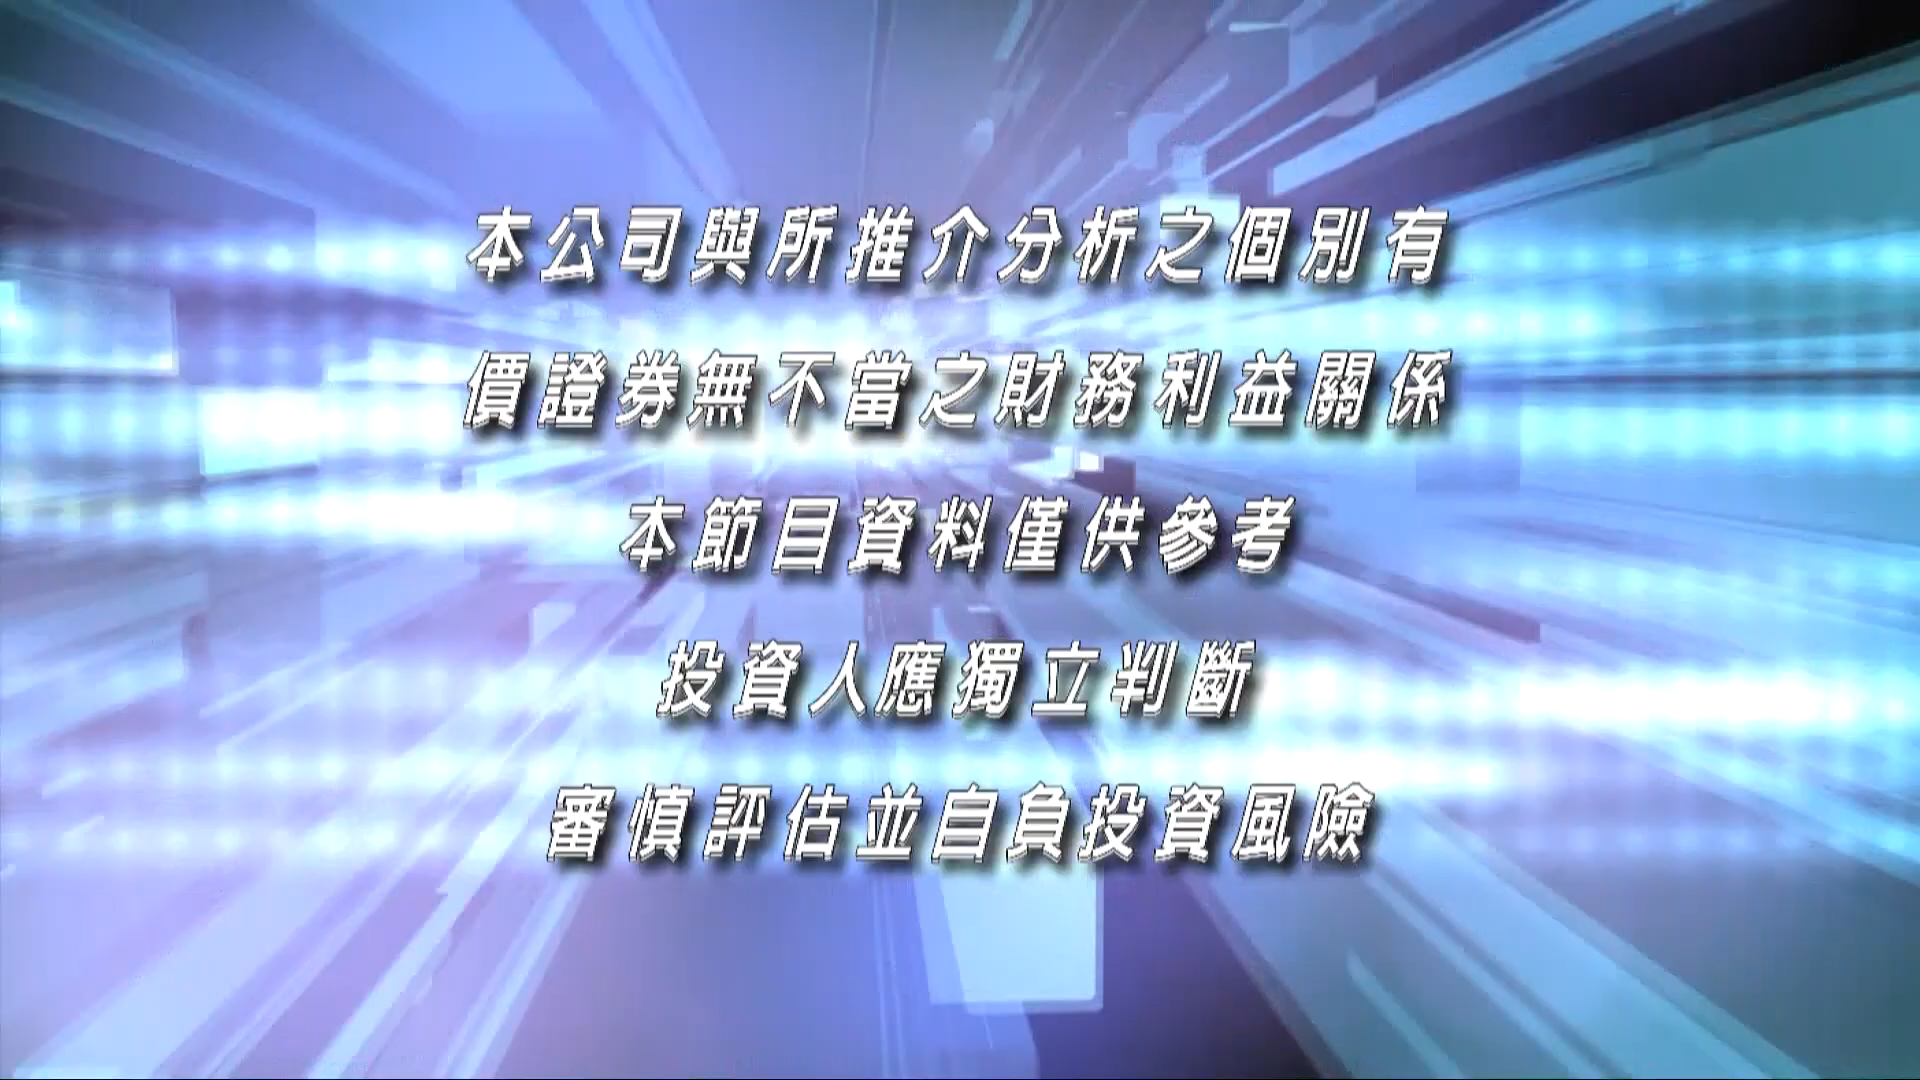 本公司與所推介分析之個別有
價證券無不當之財務利益關係
本節目資料僅供參考
投資人應獨立判斷
審慎評估並自負投資風險